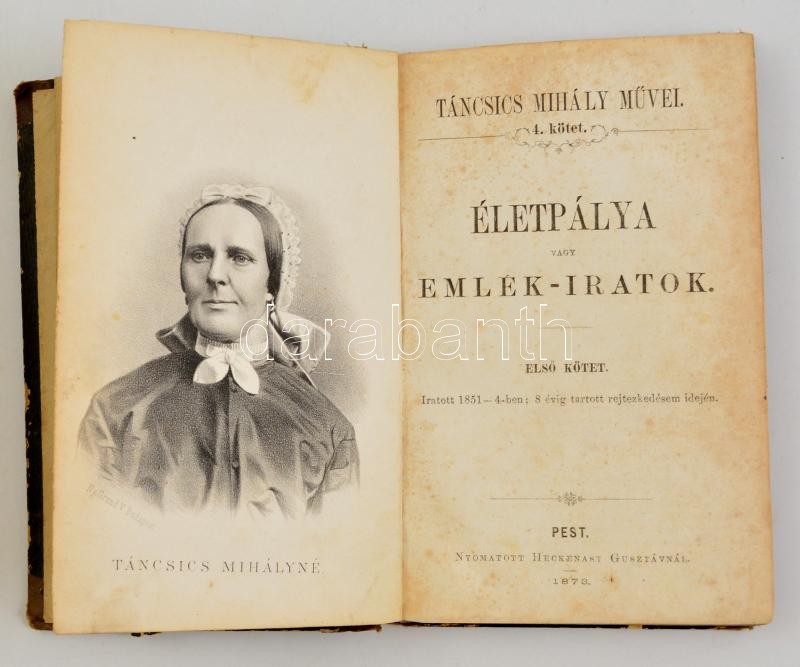 TÁNCSICS MIHÁLYNÉ.
TÁNCSICS MIHÁLY MŰVEI.
4. kötet.
ÉLETPÁLYA
VAGY
EMLÉK-IRATOK.
ELSŐ KÖTET.
Iratott 1851—4-ben; 8 évig tartott rejtezkedésem idején.
PEST.
NYOMATOTT HECKENAST GUSZTÁVNÁL.
1873.
darabanth